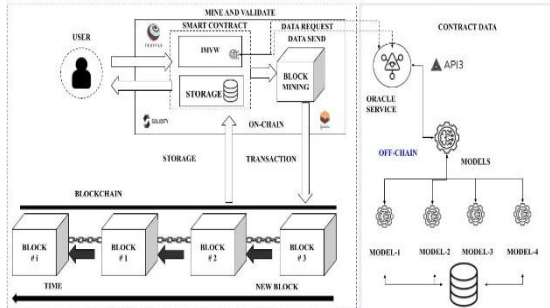 MINE AND VALIDATE
CONTRACT DATA
TRUFFLE
SMART CONTRACT
DATA REQUEST
USER
IMVW
DATA SEND
STORAGE
BLOCK
MINING
API3
ORACLE
SERVICE
SOLIDITY
ON-CHAIN
OFF-CHAIN
STORAGE
TRANSACTION
MODELS
BLOCKCHAIN
BLOCK
# i
BLOCK
# 1
BLOCK
# 2
BLOCK
# 3
MODEL-1
MODEL-2
MODEL-3
MODEL-4
TIME
NEW BLOCK